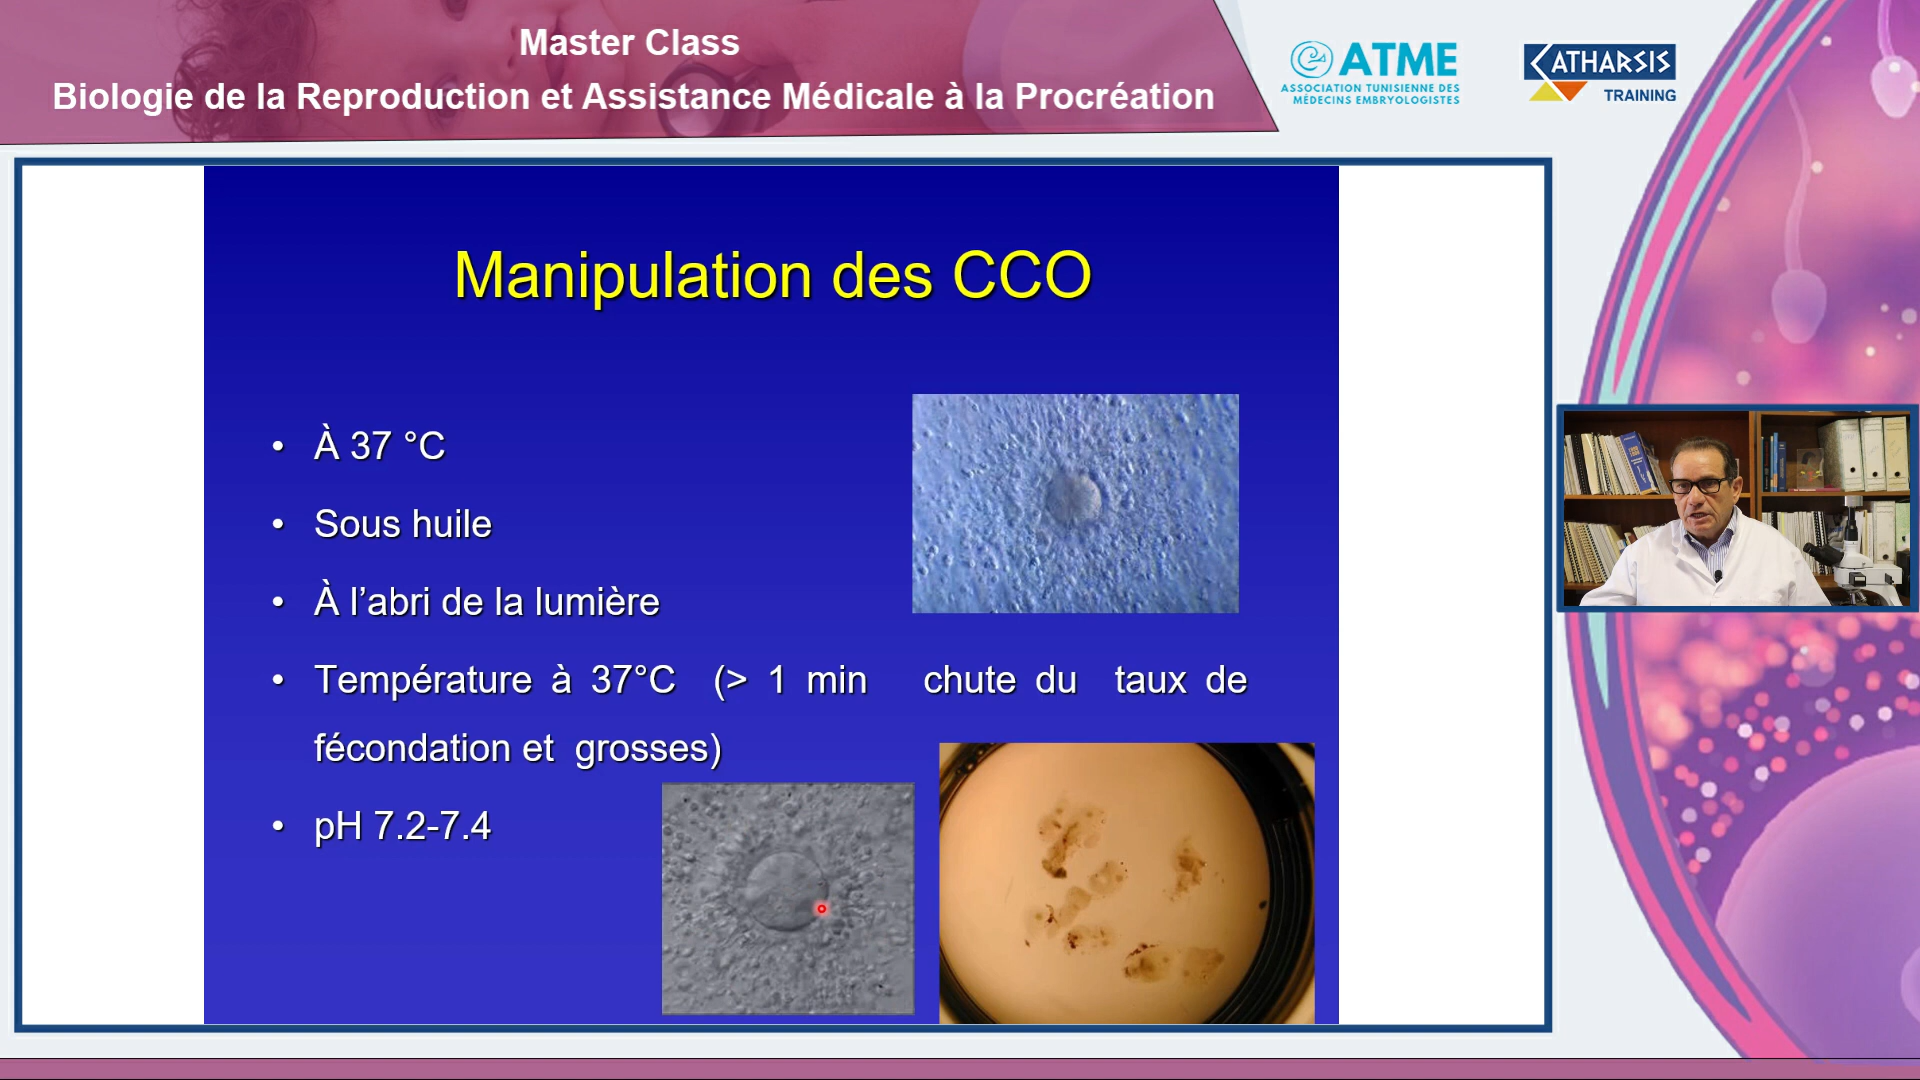 Master Class
Biologie de la Reproduction et Assistance Médicale à la Procréation
ATME
ASSOCIATION TUNISIENNE DES
MÉDECINS EMBRYOLOGISTES
CATHARSIS
TRAINING
Manipulation des CCO
• À 37 °C
• Sous huile
• À l’abri de la lumière
• Température à 37°C (> 1 min chute du taux de
fécondation et grosses)
• pH 7.2-7.4